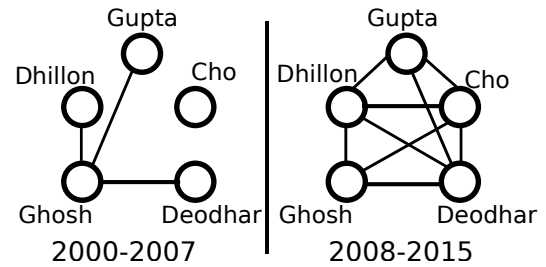 Gupta
Dhillon
Cho
Ghosh
Deodhar
2000-2007
Gupta
Dhillon
Cho
Ghosh
Deodhar
2008-2015